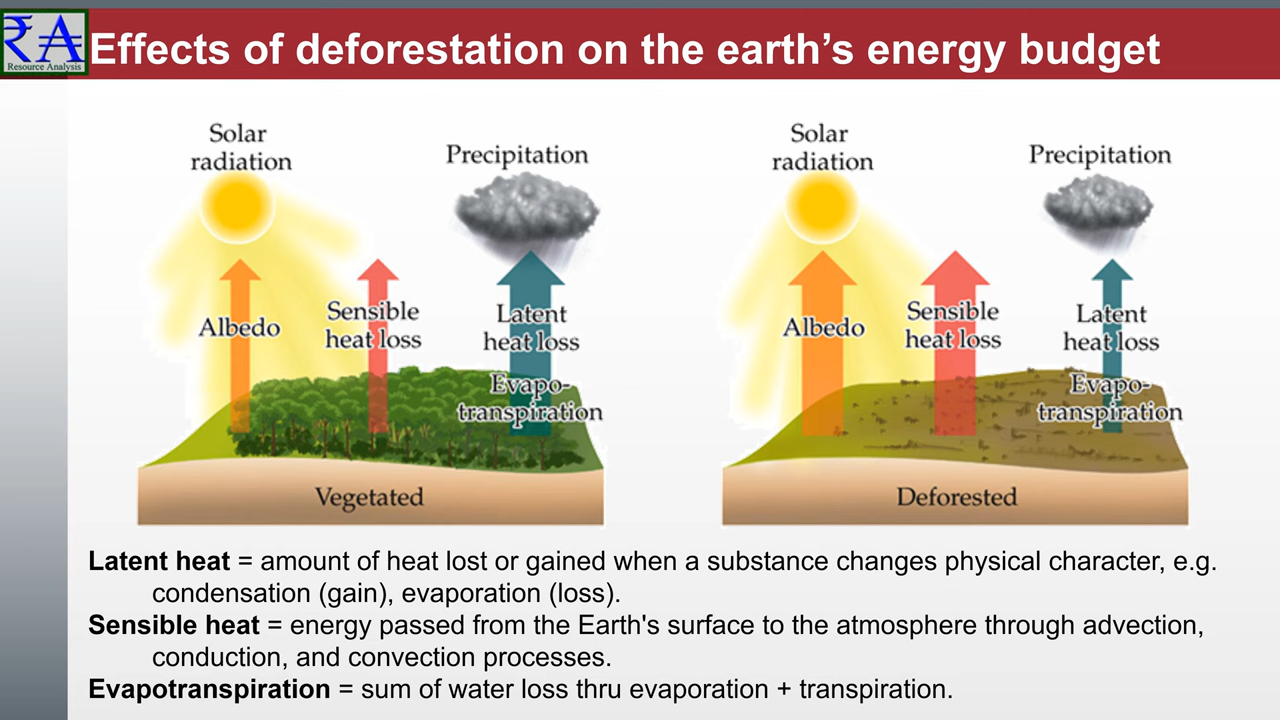 ₹A
Resource Analysis
Effects of deforestation on the earth's energy budget
Solar
radiation
Precipitation
Albedo
Sensible
heat loss
Latent
heat loss
Evapo-
transpiration
Vegetated
Solar
radiation
Precipitation
Albedo
Sensible
heat loss
Latent
heat loss
Evapo-
transpiration
Deforested
Latent heat = amount of heat lost or gained when a substance changes physical character, e.g.
condensation (gain), evaporation (loss).
Sensible heat = energy passed from the Earth's surface to the atmosphere through advection,
conduction, and convection processes.
Evapotranspiration = sum of water loss thru evaporation + transpiration.